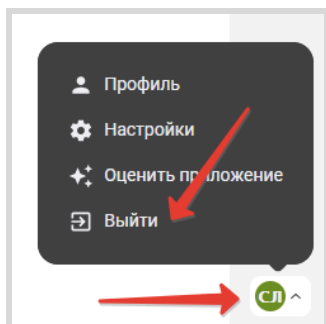 Профиль
Настройки
Оценить приложение
Выйти
СЛ